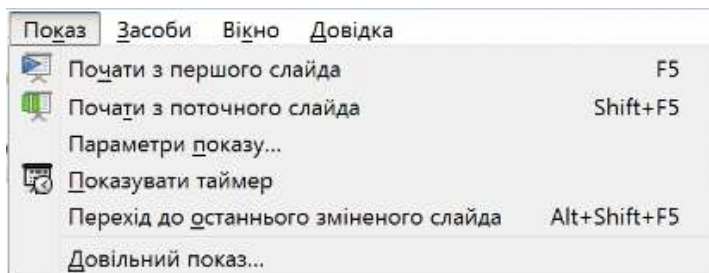 Показ Засоби Вікно Довідка
Почати з першого слайда F5
Почати з поточного слайда Shift+F5
Параметри показу...
Показувати таймер
Перехід до останнього зміненого слайда Alt+Shift+F5
Довільний показ...